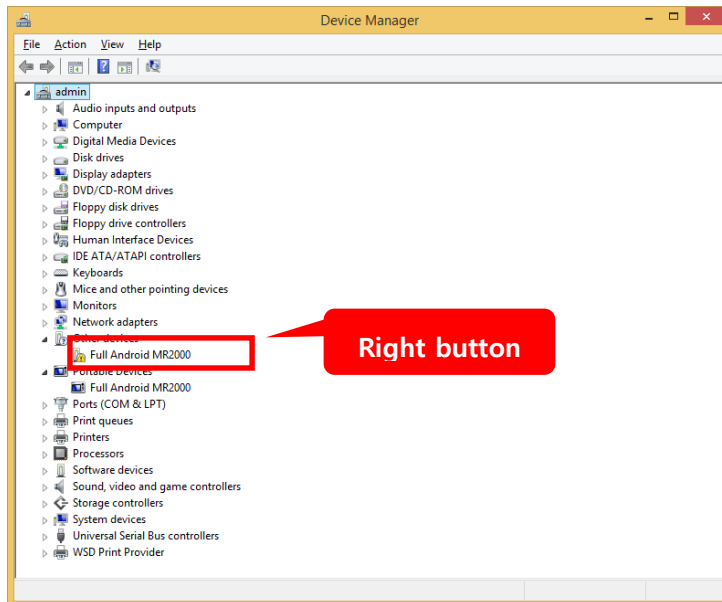 Device Manager
File Action View Help
admin
Audio inputs and outputs
Computer
Digital Media Devices
Disk drives
Display adapters
DVD/CD-ROM drives
Floppy disk drives
Floppy drive controllers
Human Interface Devices
IDE ATA/ATAPI controllers
Keyboards
Mice and other pointing devices
Monitors
Network adapters
Other devices
Full Android MR2000
Portable Devices
Full Android MR2000
Ports (COM & LPT)
Print queues
Printers
Processors
Software devices
Sound, video and game controllers
Storage controllers
System devices
Universal Serial Bus controllers
WSD Print Provider
Right button